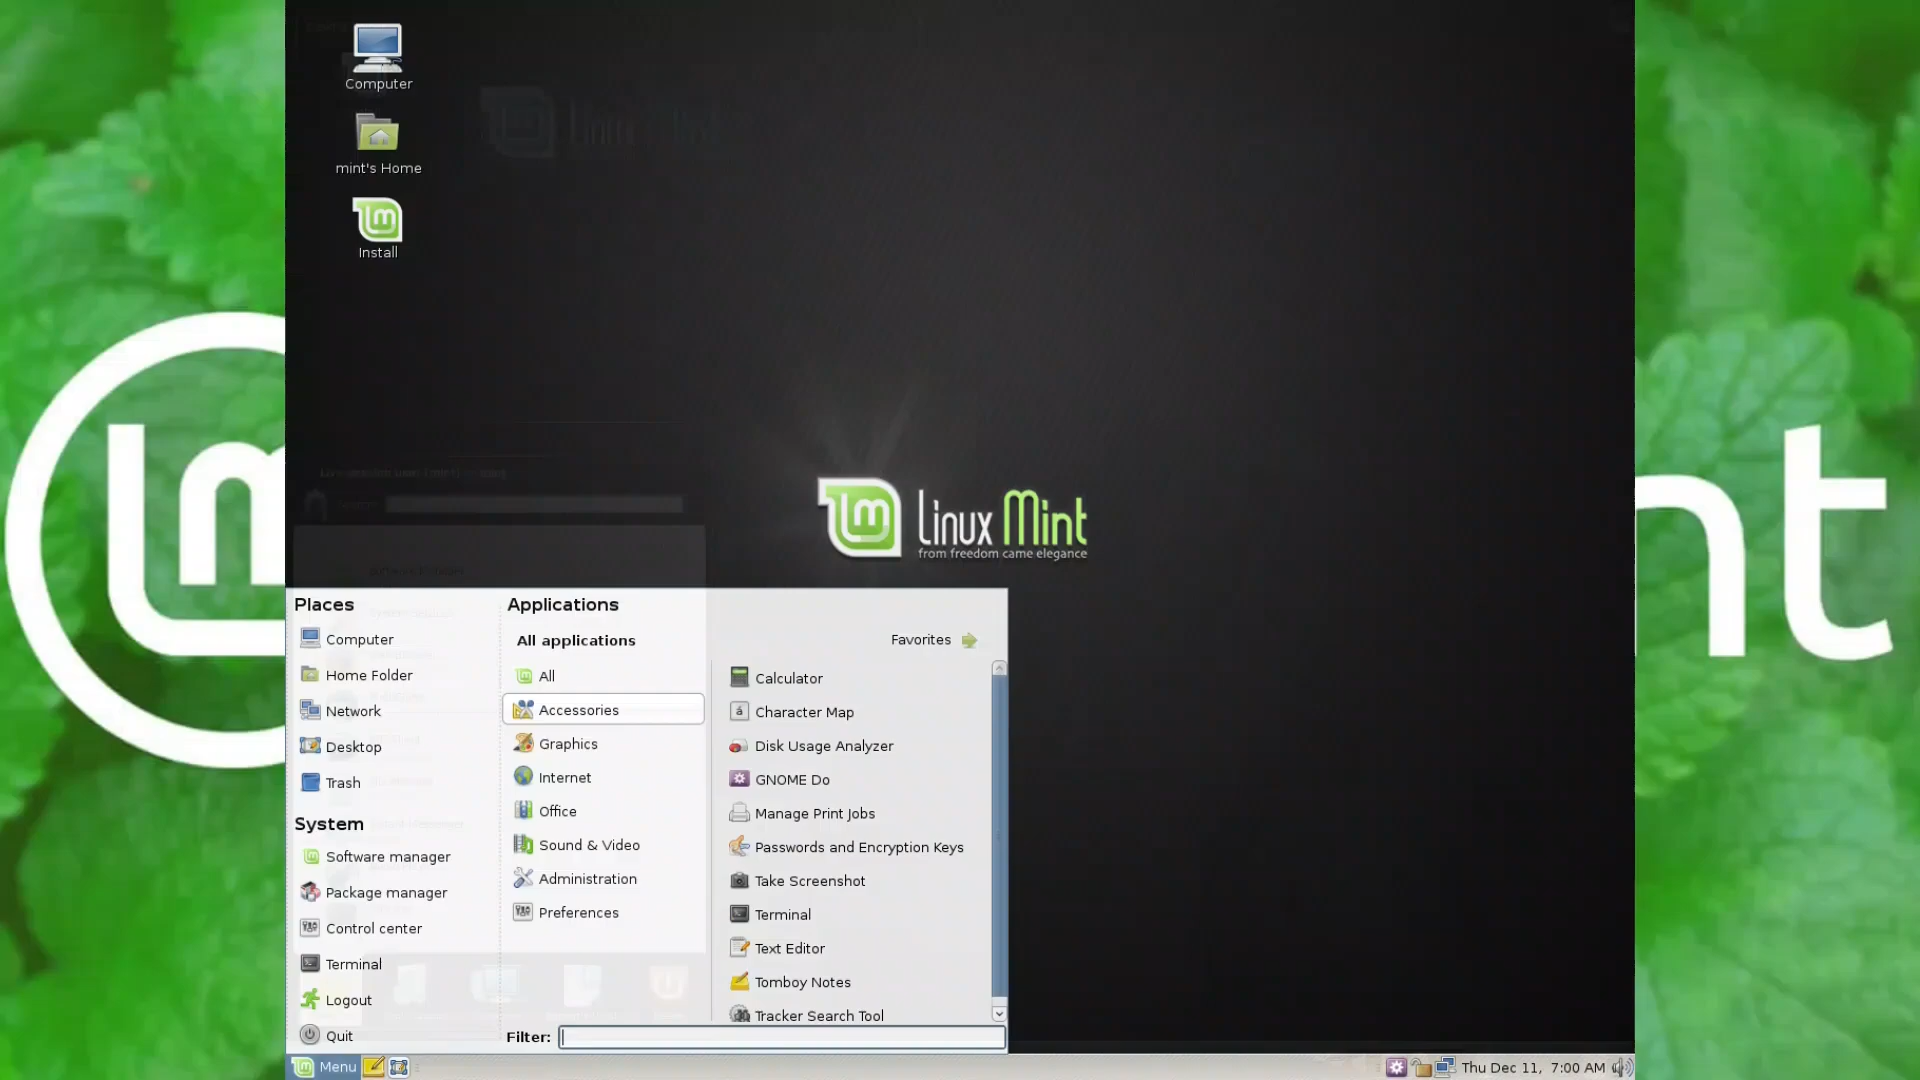 Computer
mint's Home
Install
Linux Mint
from freedom came elegance
Places
Computer
Home Folder
Network
Desktop
Trash
System
Software manager
Package manager
Control center
Terminal
Logout
Quit
Applications
All applications
Favorites
All
Accessories
Graphics
Internet
Office
Sound & Video
Administration
Preferences
Calculator
Character Map
Disk Usage Analyzer
GNOME Do
Manage Print Jobs
Passwords and Encryption Keys
Take Screenshot
Terminal
Text Editor
Tomboy Notes
Tracker Search Tool
Filter:
Menu
Thu Dec 11, 7:00 AM